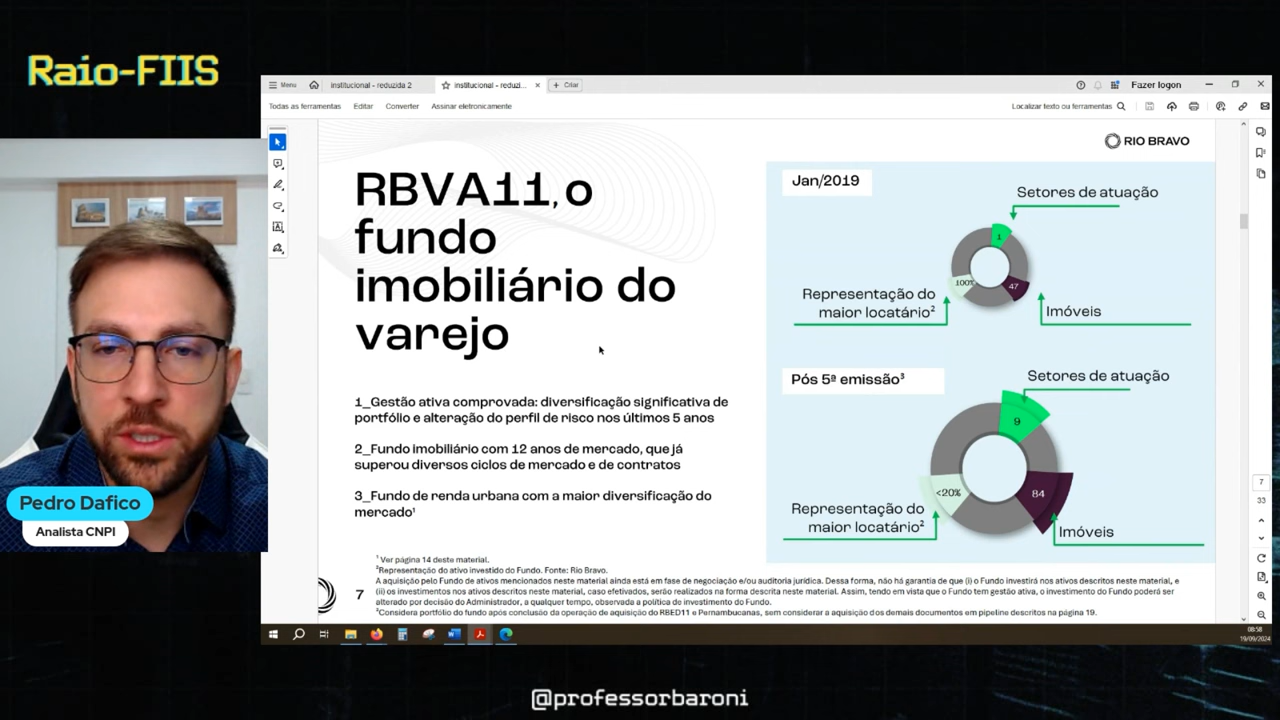 Raio-FIIS
Menu
institucional - reduzida 2
institucional - reduzi...
Criar
Fazer logon
Todas as ferramentas
Editar
Converter
Assinar eletronicamente
Localizar texto ou ferramentas
RIO BRAVO
RBVA11, o
fundo
imobiliário do
varejo
1_Gestão ativa comprovada: diversificação significativa de
portfólio e alteração do perfil de risco nos últimos 5 anos
2_Fundo imobiliário com 12 anos de mercado, que já
superou diversos ciclos de mercado e de contratos
3_Fundo de renda urbana com a maior diversificação do
mercado¹
Jan/2019
Setores de atuação
1
100%
47
Representação do
maior locatário²
Imóveis
Pós 5ª emissão³
Setores de atuação
9
<20%
84
Representação do
maior locatário²
Imóveis
¹ Ver página 14 deste material.
²Representação do ativo investido do Fundo. Fonte: Rio Bravo.
A aquisição pelo Fundo de ativos mencionados neste material ainda está em fase de negociação e/ou auditoria jurídica. Dessa forma, não há garantia de que (i) o Fundo investirá nos ativos descritos neste material, e
(ii) os investimentos nos ativos descritos neste material, caso efetivados, serão realizados na forma descrita neste material. Assim, tendo em vista que o Fundo tem gestão ativa, o investimento do Fundo poderá ser
alterado por decisão do Administrador, a qualquer tempo, observada a política de investimento do Fundo.
³Considera portfólio do fundo após conclusão da operação de aquisição do RBED11 e Pernambucanas, sem considerar a aquisição dos demais documentos em pipeline descritos na página 19.
7
7
33
Pedro Dafico
Analista CNPI
08:58
19/09/2024
@professorbaroni